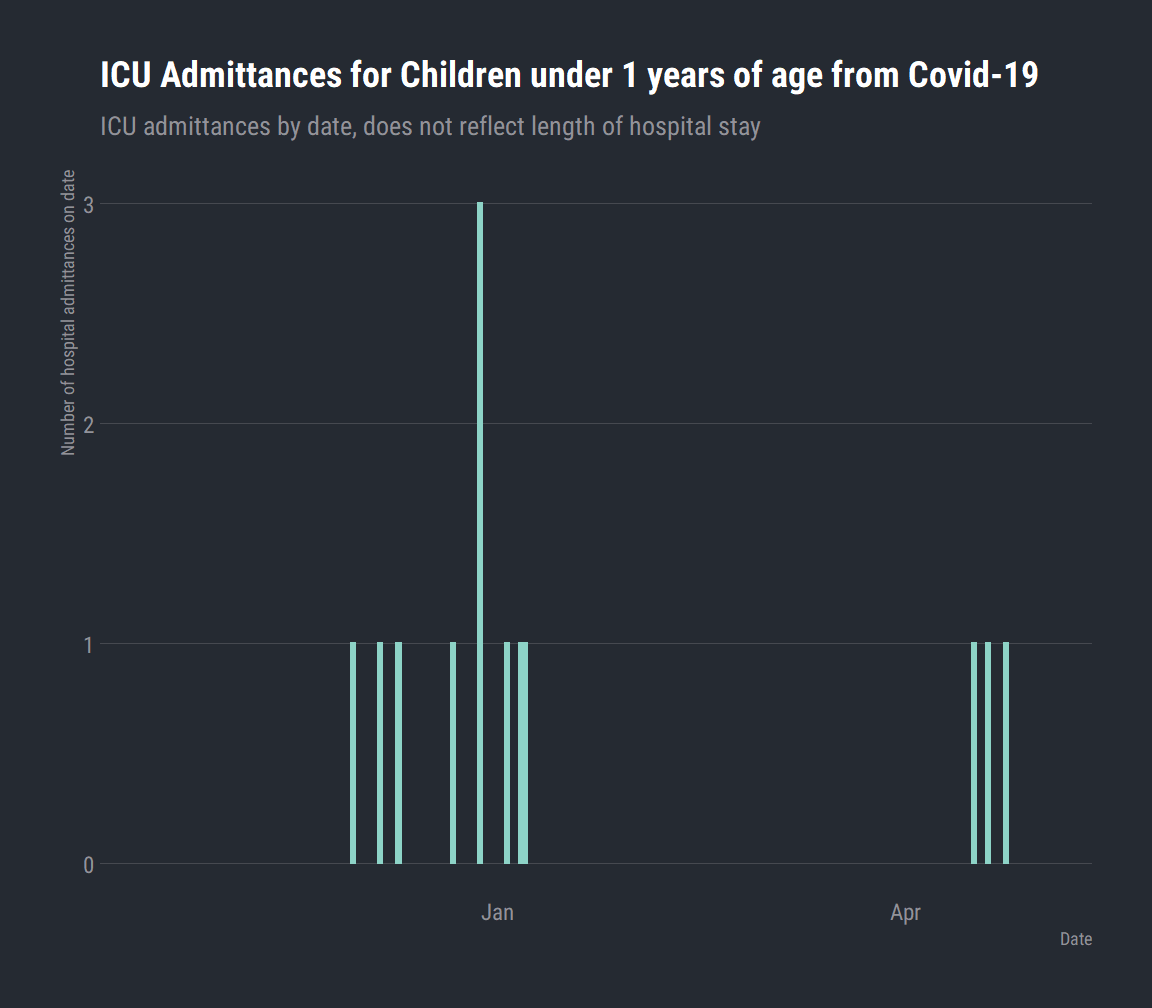 ICU Admittances for Children under 1 years of age from Covid-19
ICU admittances by date, does not reflect length of hospital stay
Number of hospital admittances on date
3
2
1
0
Jan
Apr
Date